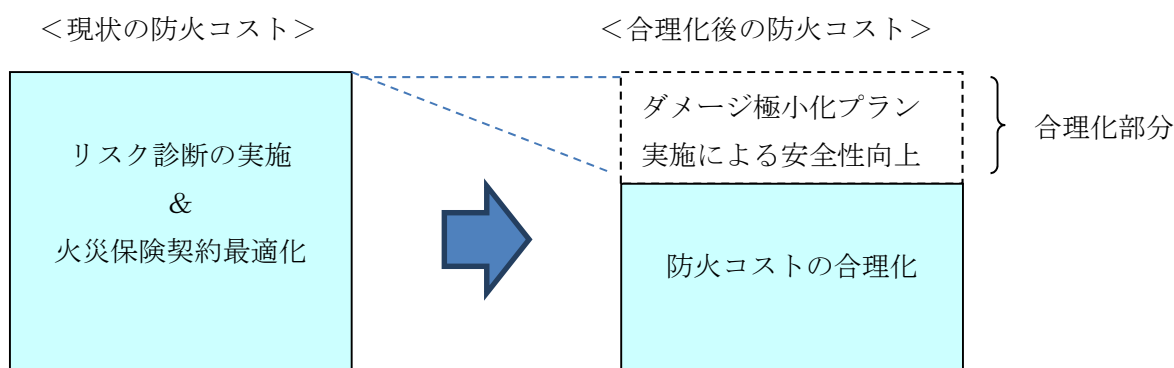 ＜現状の防火コスト＞
＜合理化後の防火コスト＞
リスク診断の実施
&
火災保険契約最適化
ダメージ極小化プラン
実施による安全性向上
合理化部分
防火コストの合理化